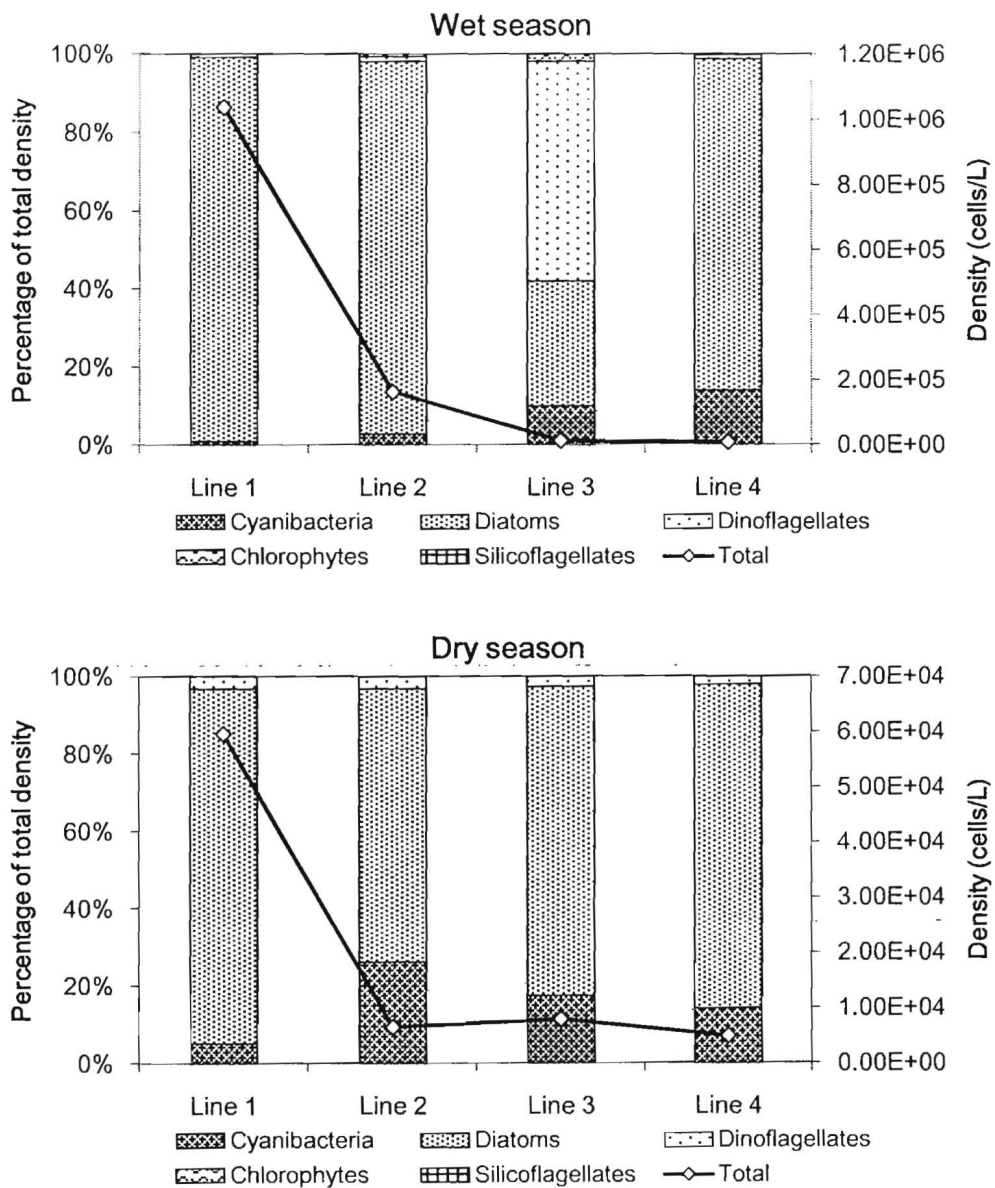 Wet season
100%
80%
60%
40%
20%
0%
Percentage of total density
1.20E+06
1.00E+06
8.00E+05
6.00E+05
4.00E+05
2.00E+05
0.00E+00
Density (cells/L)
Line 1 Line 2 Line 3 Line 4
Cyanibacteria Diatoms Dinoflagellates
Chlorophytes Silicoflagellates Total
Dry season
100%
80%
60%
40%
20%
0%
Percentage of total density
7.00E+04
6.00E+04
5.00E+04
4.00E+04
3.00E+04
2.00E+04
1.00E+04
0.00E+00
Density (cells/L)
Line 1 Line 2 Line 3 Line 4
Cyanibacteria Diatoms Dinoflagellates
Chlorophytes Silicoflagellates Total